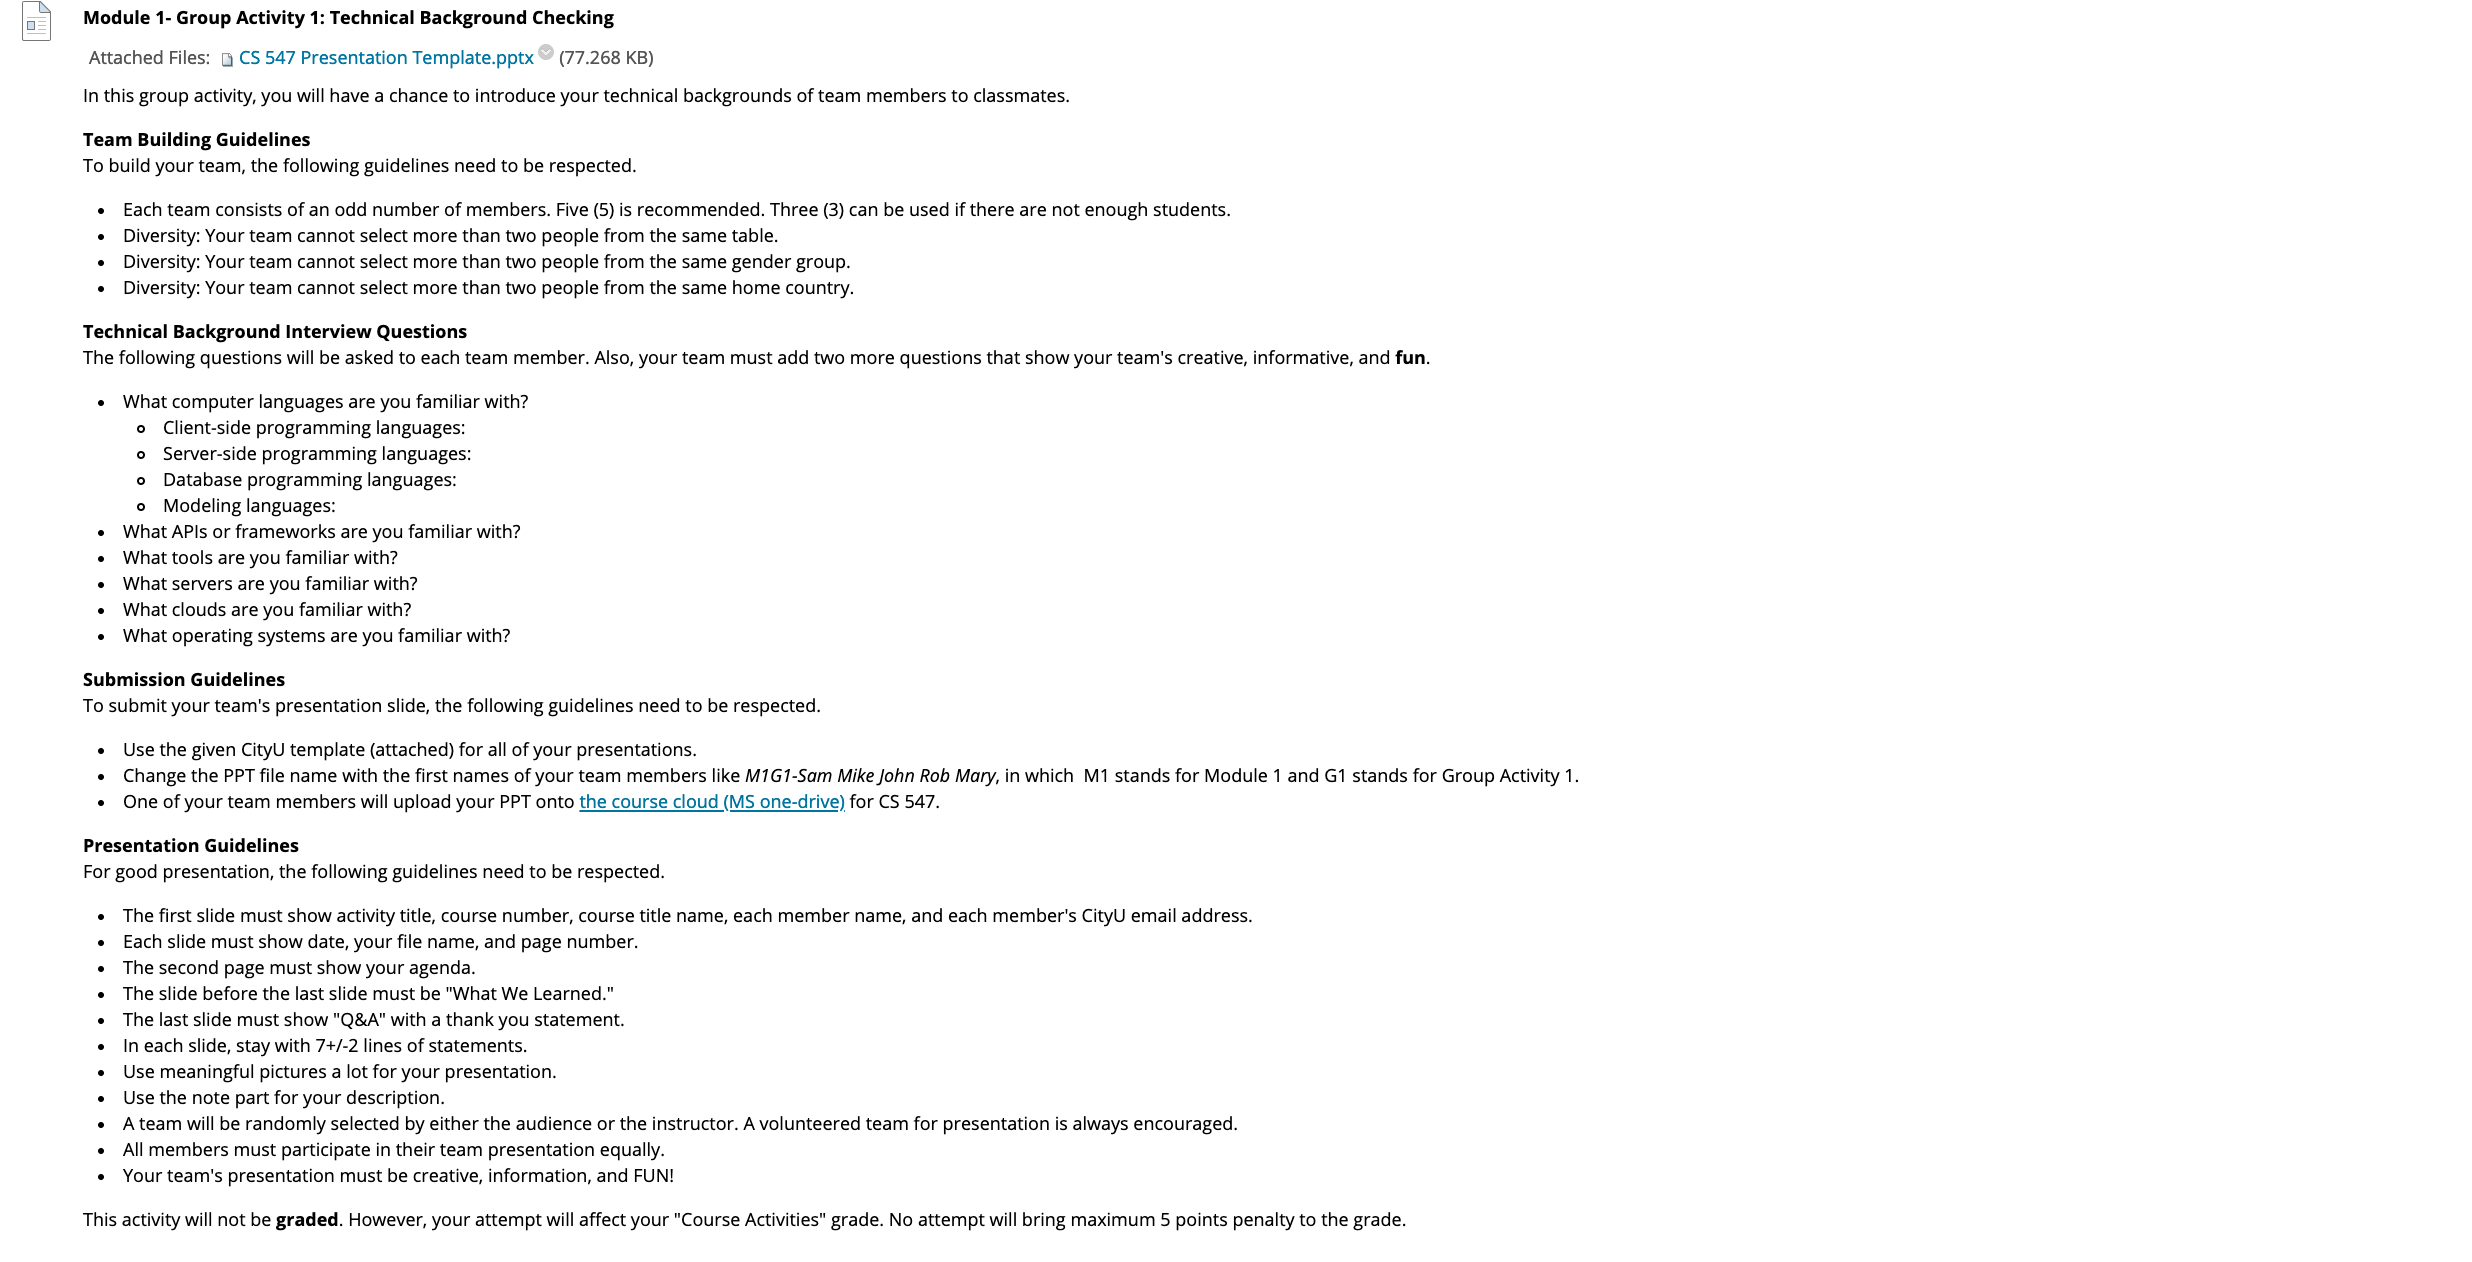 Module 1- Group Activity 1: Technical Background Checking
Attached Files: CS 547 Presentation Template.pptx (77.268 KB)
In this group activity, you will have a chance to introduce your technical backgrounds of team members to classmates.
Team Building Guidelines
To build your team, the following guidelines need to be respected.
• Each team consists of an odd number of members. Five (5) is recommended. Three (3) can be used if there are not enough students.
• Diversity: Your team cannot select more than two people from the same table.
• Diversity: Your team cannot select more than two people from the same gender group.
• Diversity: Your team cannot select more than two people from the same home country.
Technical Background Interview Questions
The following questions will be asked to each team member. Also, your team must add two more questions that show your team's creative, informative, and fun.
• What computer languages are you familiar with?
o Client-side programming languages:
o Server-side programming languages:
o Database programming languages:
o Modeling languages:
• What APIs or frameworks are you familiar with?
• What tools are you familiar with?
• What servers are you familiar with?
• What clouds are you familiar with?
• What operating systems are you familiar with?
Submission Guidelines
To submit your team's presentation slide, the following guidelines need to be respected.
• Use the given CityU template (attached) for all of your presentations.
• Change the PPT file name with the first names of your team members like M1G1-Sam Mike John Rob Mary, in which M1 stands for Module 1 and G1 stands for Group Activity 1.
• One of your team members will upload your PPT onto the course cloud (MS one-drive) for CS 547.
Presentation Guidelines
For good presentation, the following guidelines need to be respected.
• The first slide must show activity title, course number, course title name, each member name, and each member's CityU email address.
• Each slide must show date, your file name, and page number.
• The second page must show your agenda.
• The slide before the last slide must be "What We Learned."
• The last slide must show "Q&A" with a thank you statement.
• In each slide, stay with 7+/-2 lines of statements.
• Use meaningful pictures a lot for your presentation.
• Use the note part for your description.
• A team will be randomly selected by either the audience or the instructor. A volunteered team for presentation is always encouraged.
• All members must participate in their team presentation equally.
• Your team's presentation must be creative, information, and FUN!
This activity will not be graded. However, your attempt will affect your "Course Activities" grade. No attempt will bring maximum 5 points penalty to the grade.